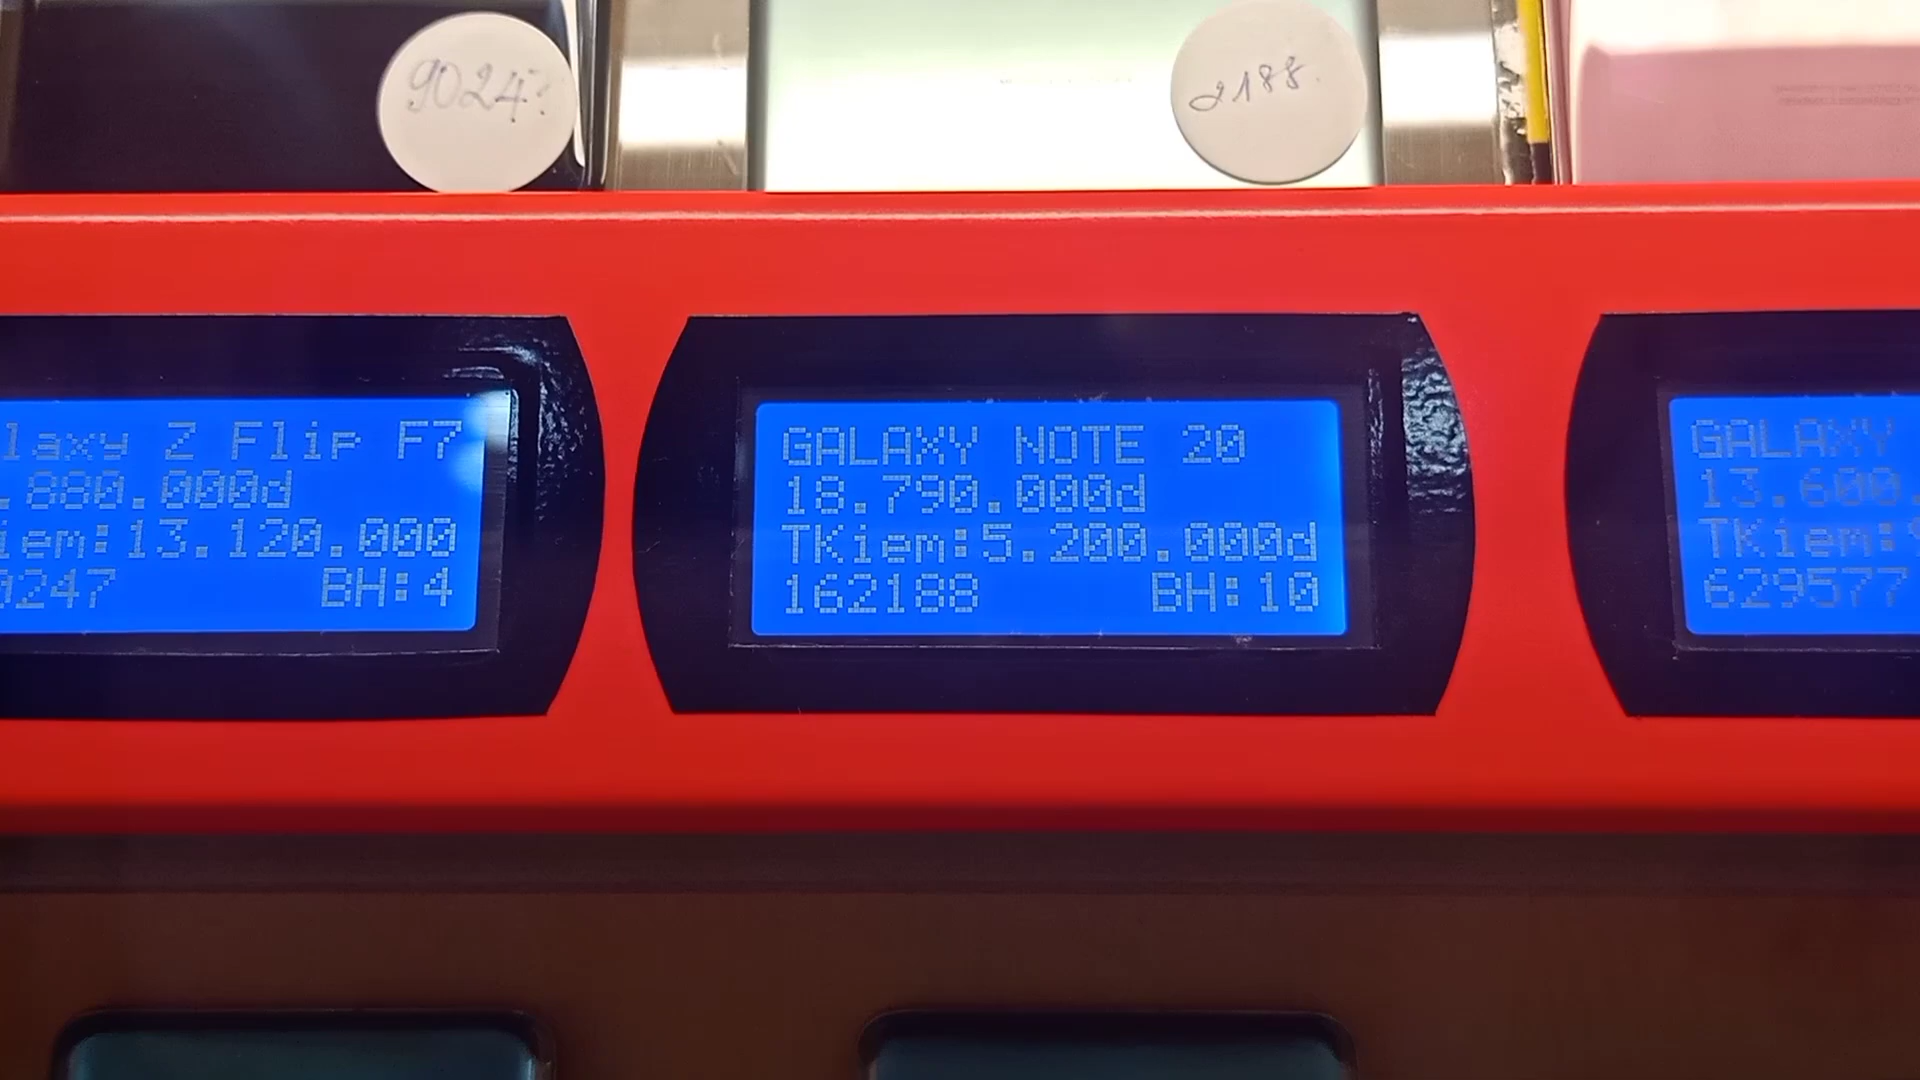 9024?
2188.
laxy Z Flip F7
.880.000d
iem:13.120.000
0247 BH:4
GALAXY NOTE 20
18.790.000d
TKiem:5.200.000d
162188 BH:10
GALAXY
13.600.
TKiem:
629577